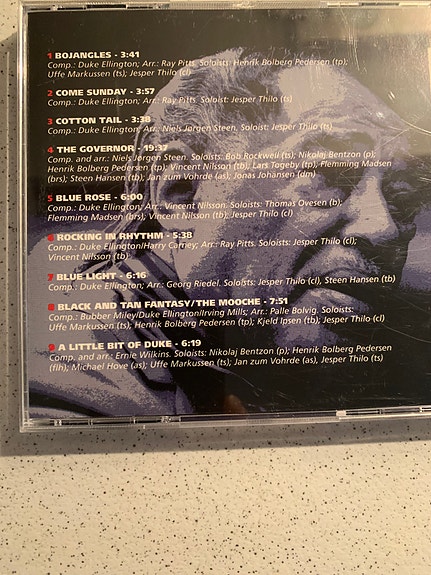 1 BOJANGLES - 3:41
Comp.: Duke Ellington; Arr.: Ray Pitts. Soloists: Henrik Bolberg Pedersen (tp);
Uffe Markussen (ts); Jesper Thilo (cl)
2 COME SUNDAY - 3:57
Comp.: Duke Ellington; Arr.: Ray Pitts. Soloist: Jesper Thilo (ts)
3 COTTON TAIL - 3:38
Comp.: Duke Ellington; Arr.: Niels Jørgen Steen. Soloist: Jesper Thilo (ts)
4 THE GOVERNOR - 19:37
Comp. and arr.: Niels Jørgen Steen. Soloists: Bob Rockwell (ts); Nikolaj Bentzon (p);
Henrik Bolberg Pedersen (tp); Vincent Nilsson (tb); Lars Togeby (tp), Flemming Madsen
(brs); Steen Hansen (tb); Jan zum Vohrde (as), Jonas Johansen (dm)
5 BLUE ROSE - 6:00
Comp.: Duke Ellington; Arr.: Vincent Nilsson. Soloists: Thomas Ovesen (b);
Flemming Madsen (brs), Vincent Nilsson (tb); Jesper Thilo (cl)
6 ROCKING IN RHYTHM - 5:38
Comp.: Duke Ellington/Harry Carney; Arr.: Ray Pitts. Soloists: Jesper Thilo (cl);
Vincent Nilsson (tb)
7 BLUE LIGHT - 6:16
Comp.: Duke Ellington; Arr.: Georg Riedel. Soloists: Jesper Thilo (cl), Steen Hansen (tb)
8 BLACK AND TAN FANTASY/THE MOOCHE - 7:51
Comp.: Bubber Miley/Duke Ellington/Irving Mills; Arr.: Palle Bolvig. Soloists:
Uffe Markussen (ts); Henrik Bolberg Pedersen (tp); Kjeld Ipsen (tb); Jesper Thilo (cl)
9 A LITTLE BIT OF DUKE - 6:19
Comp. and arr.: Ernie Wilkins. Soloists: Nikolaj Bentzon (p); Henrik Bolberg Pedersen
(flh), Michael Hove (as); Uffe Markussen (ts); Jan zum Vohrde (as), Jesper Thilo (ts)